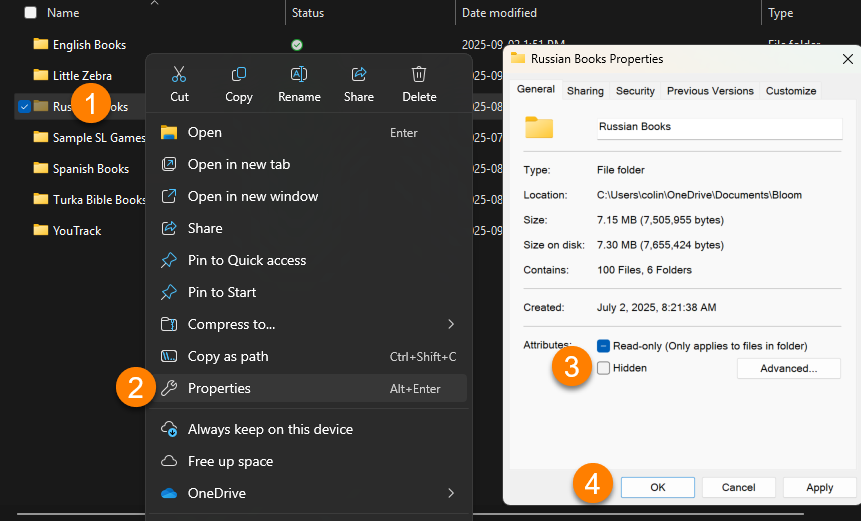 Name Status Date modified Type
English Books 2025-09-02 1:51 PM File folder
Little Zebra 2025-09
1 2025-08
Sample SL Games 2025-07
Spanish Books 2025-08
Turka Bible Books 2025-08
YouTrack 2025-09
Cut Copy Rename Share Delete
Open Enter
Open in new tab
Open in new window
Share
Pin to Quick access
Pin to Start
Compress to...
Copy as path Ctrl+Shift+C
2 Properties Alt+Enter
Always keep on this device
Free up space
OneDrive
Russian Books Properties
General Sharing Security Previous Versions Customize
Russian Books
Type: File folder
Location: C:\Users\colin\OneDrive\Documents\Bloom
Size: 7.15 MB (7,505,955 bytes)
Size on disk: 7.30 MB (7,655,424 bytes)
Contains: 100 Files, 6 Folders
Created: July 2, 2025, 8:21:38 AM
Attributes: Read-only (Only applies to files in folder)
3 Hidden Advanced...
4 OK Cancel Apply